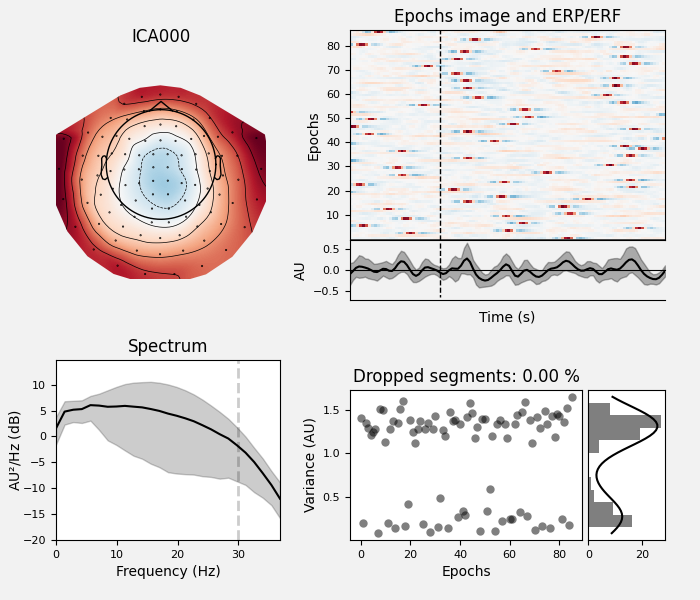 ICA000
Epochs image and ERP/ERF
Epochs
80
70
60
50
40
30
20
10
AU
0.5
0.0
−0.5
Time (s)
Spectrum
AU²/Hz (dB)
10
5
0
−5
−10
−15
−20
0 10 20 30
Frequency (Hz)
Dropped segments: 0.00 %
Variance (AU)
1.5
1.0
0.5
0 20 40 60 80
Epochs
0 20